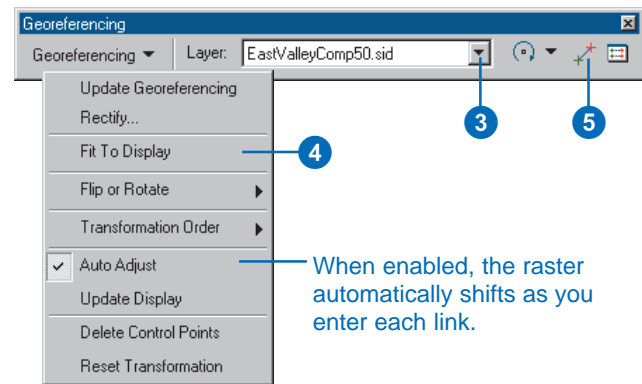 Georeferencing
Georeferencing Layer: EastValleyComp50.sid
Update Georeferencing
Rectify...
3
5
Fit To Display
4
Flip or Rotate
Transformation Order
Auto Adjust
When enabled, the raster
automatically shifts as you
enter each link.
Update Display
Delete Control Points
Reset Transformation